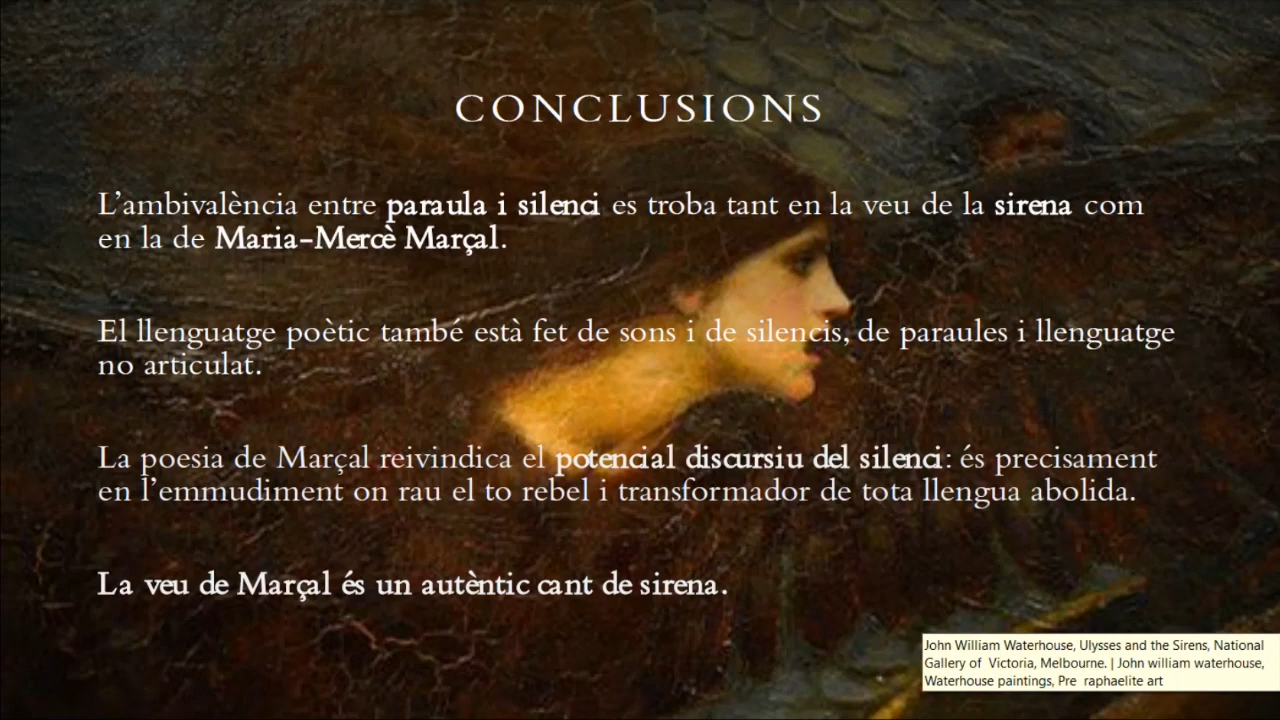 CONCLUSIONS
L’ambivalència entre paraula i silenci es troba tant en la veu de la sirena com
en la de Maria-Mercè Marçal.
El llenguatge poètic també està fet de sons i de silencis, de paraules i llenguatge
no articulat.
La poesia de Marçal reivindica el potencial discursiu del silenci: és precisament
en l’emmudiment on rau el to rebel i transformador de tota llengua abolida.
La veu de Marçal és un autèntic cant de sirena.
John William Waterhouse, Ulysses and the Sirens, National
Gallery of Victoria, Melbourne. | John william waterhouse,
Waterhouse paintings, Pre raphaelite art